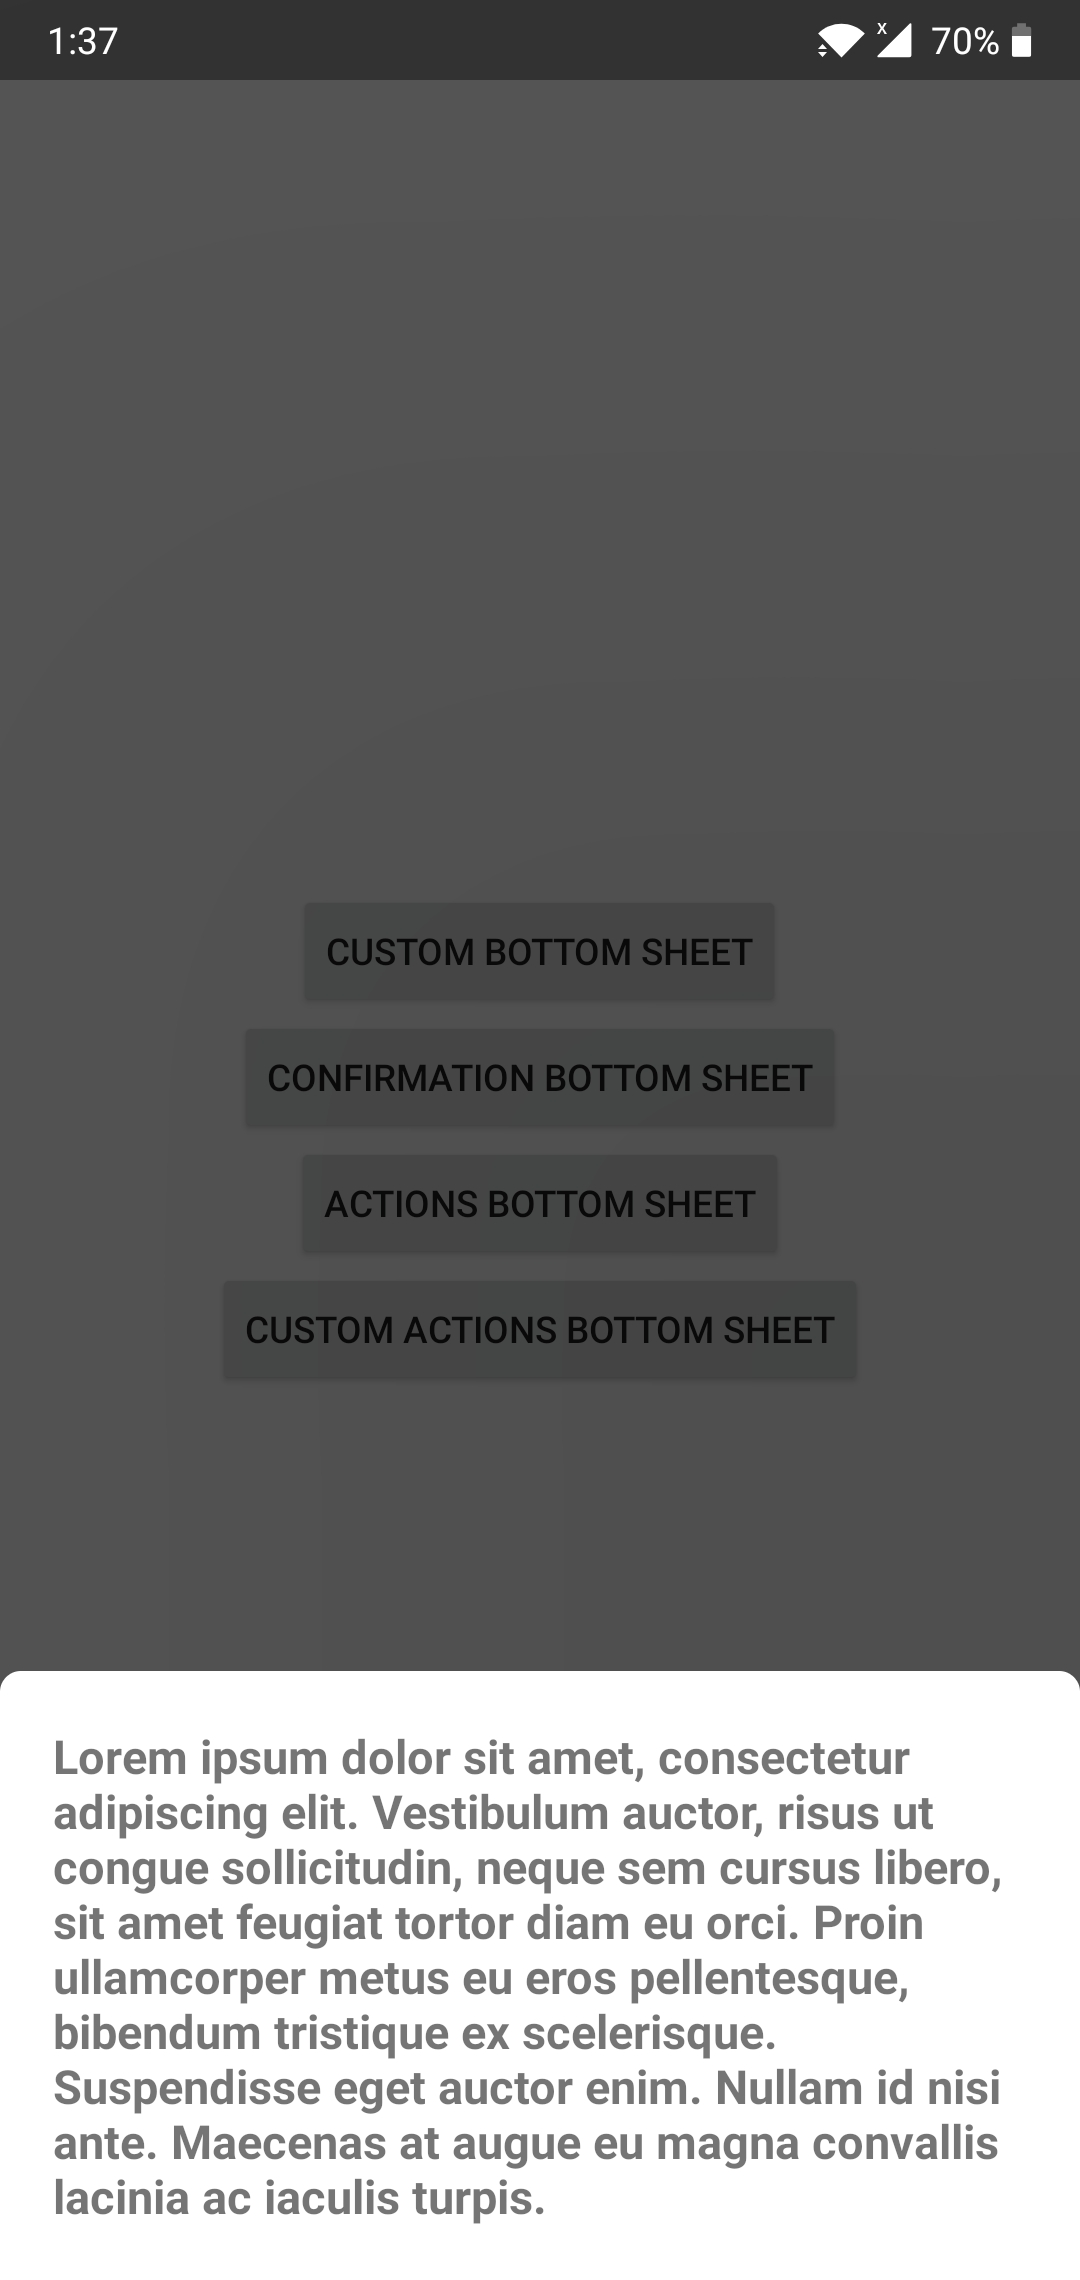 1:37
x 70%
CUSTOM BOTTOM SHEET
CONFIRMATION BOTTOM SHEET
ACTIONS BOTTOM SHEET
CUSTOM ACTIONS BOTTOM SHEET
Lorem ipsum dolor sit amet, consectetur
adipiscing elit. Vestibulum auctor, risus ut
congue sollicitudin, neque sem cursus libero,
sit amet feugiat tortor diam eu orci. Proin
ullamcorper metus eu eros pellentesque,
bibendum tristique ex scelerisque.
Suspendisse eget auctor enim. Nullam id nisi
ante. Maecenas at augue eu magna convallis
lacinia ac iaculis turpis.